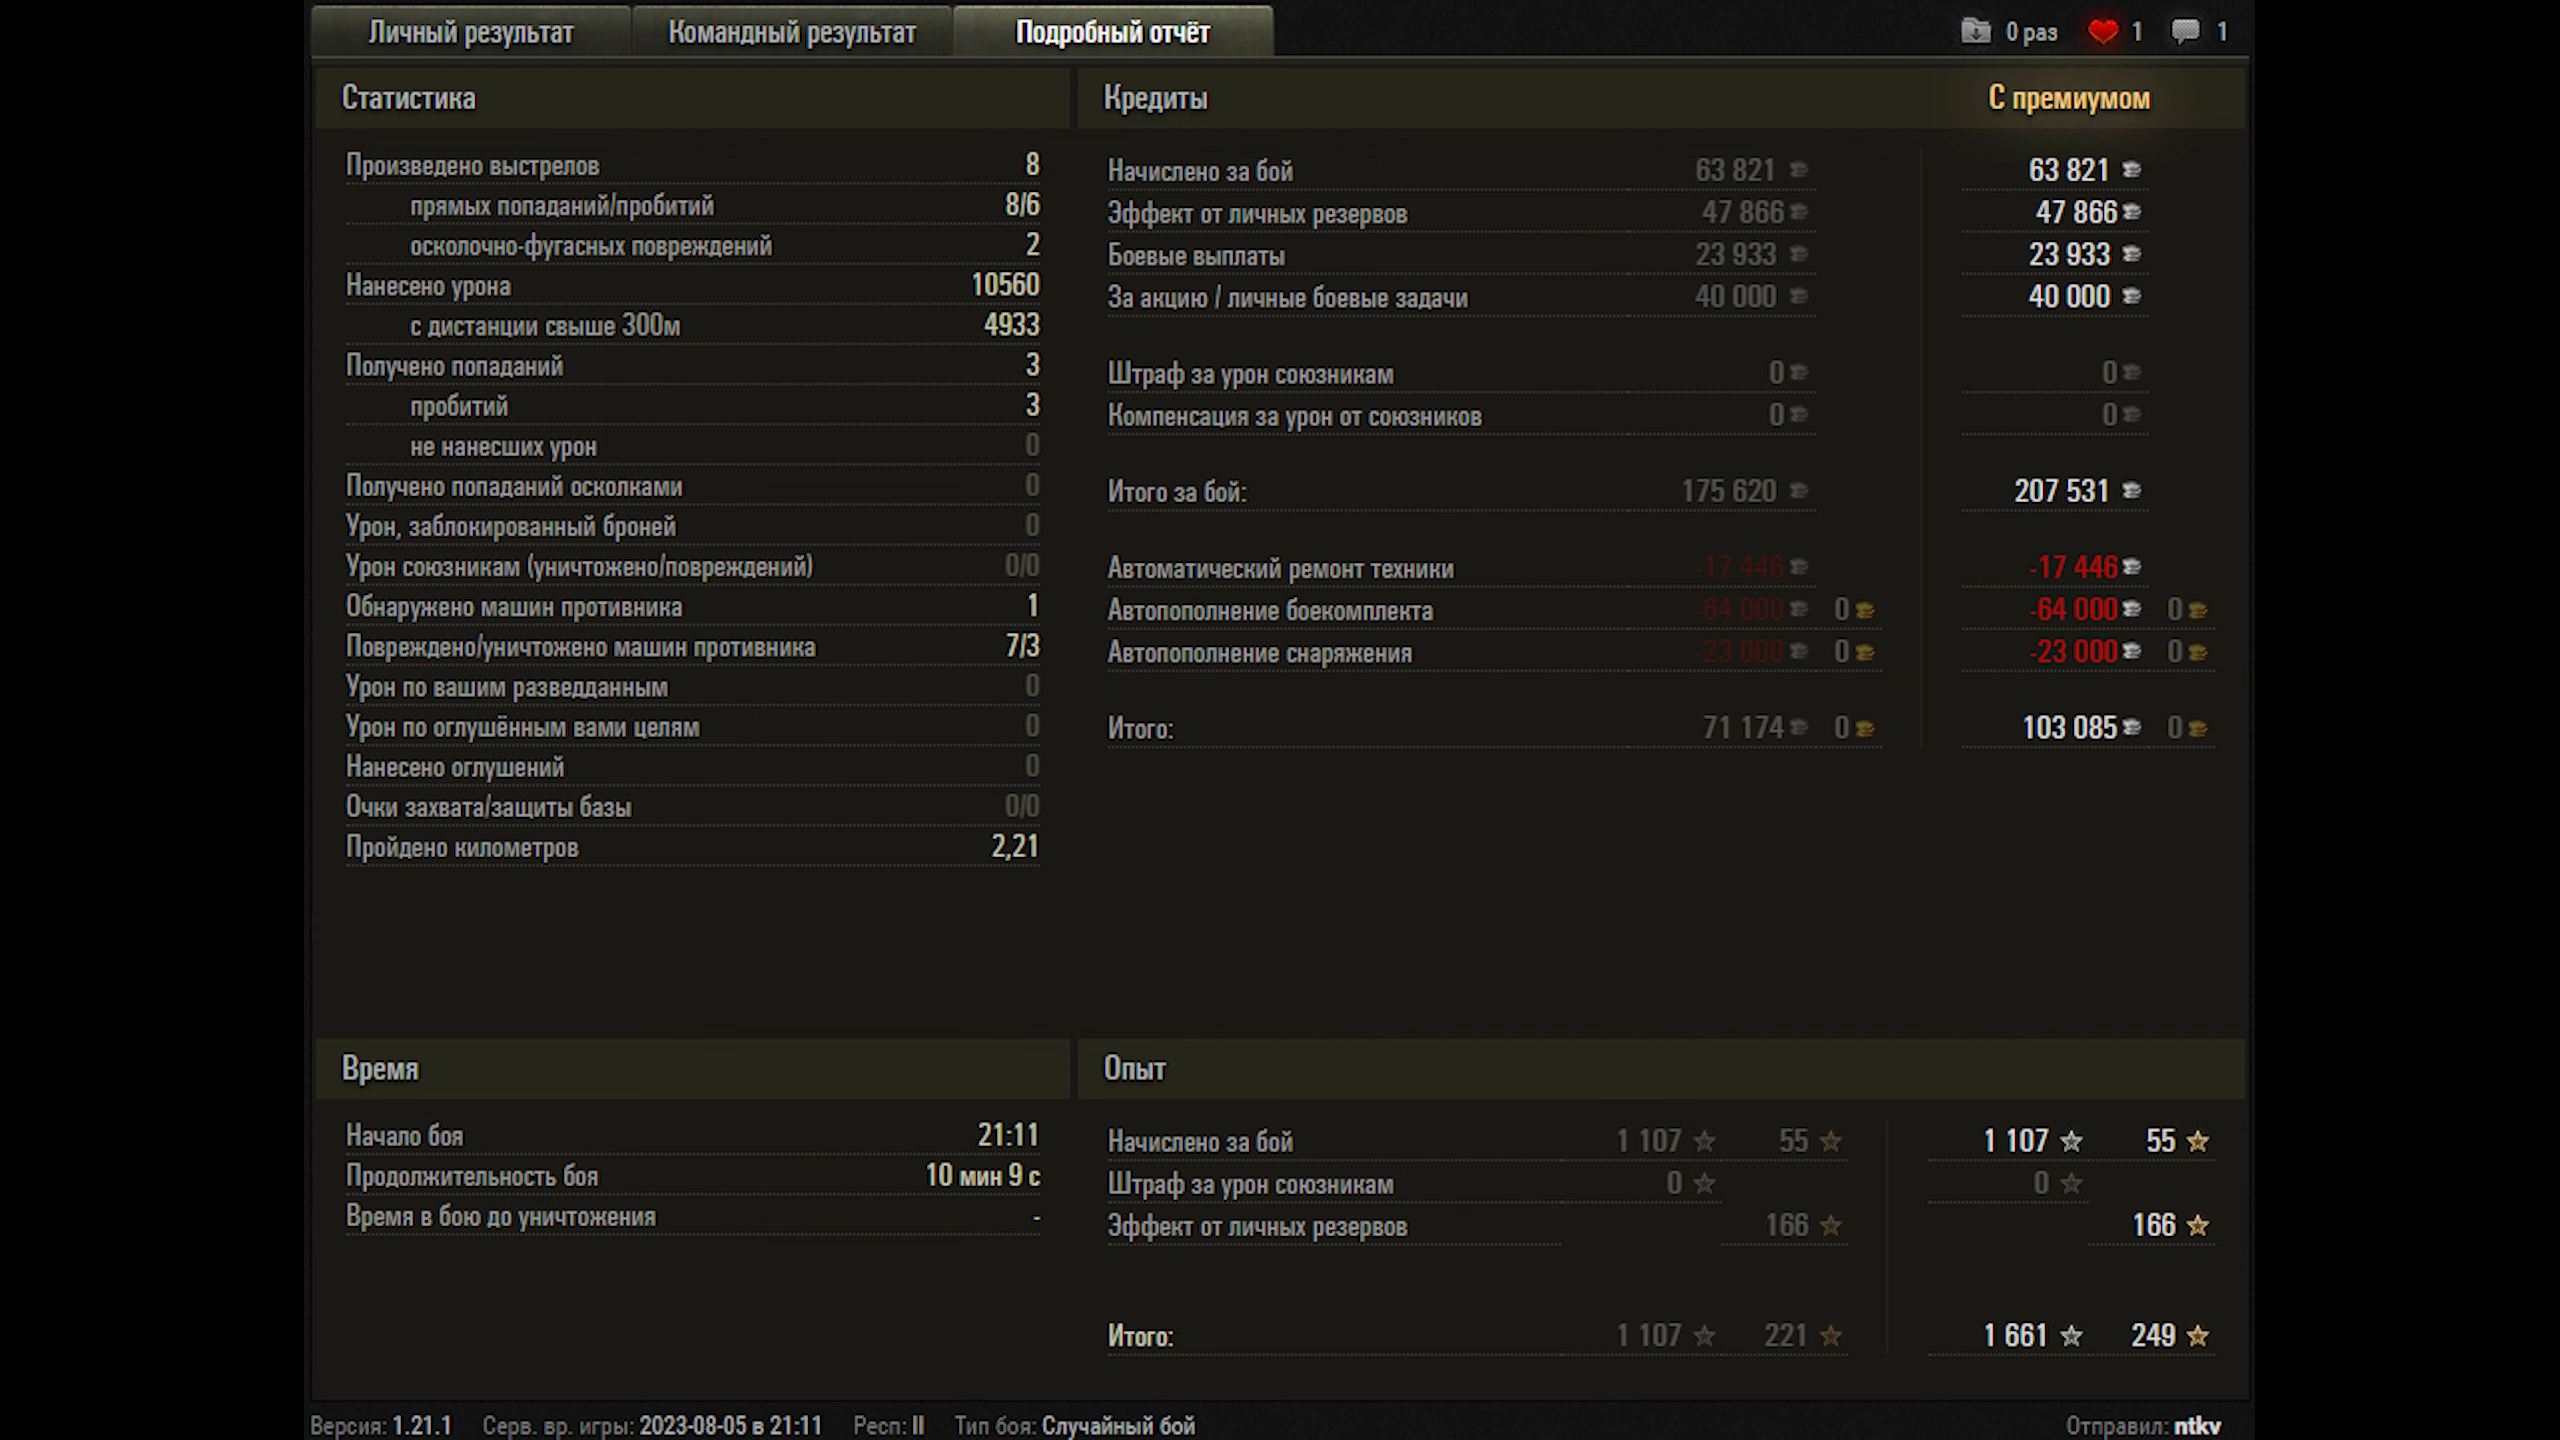 Личный результат Командный результат Подробный отчёт 0 раз 1 1
Статистика
Произведено выстрелов 8
прямых попаданий/пробитий 8/6
осколочно-фугасных повреждений 2
Нанесено урона 10560
с дистанции свыше 300м 4933
Получено попаданий 3
пробитий 3
не нанесших урон 0
Получено попаданий осколками 0
Урон, заблокированный броней 0
Урон союзникам (уничтожено/повреждений) 0/0
Обнаружено машин противника 1
Повреждено/уничтожено машин противника 7/3
Урон по вашим разведданным 0
Урон по оглушённым вами целям 0
Нанесено оглушений 0
Очки захвата/защиты базы 0/0
Пройдено километров 2,21
Кредиты С премиумом
Начислено за бой 63 821 63 821
Эффект от личных резервов 47 866 47 866
Боевые выплаты 23 933 23 933
За акцию / личные боевые задачи 40 000 40 000
Штраф за урон союзникам 0 0
Компенсация за урон от союзников 0 0
Итого за бой: 175 620 207 531
Автоматический ремонт техники -17 446 -17 446
Автопополнение боекомплекта -64 000 0 -64 000 0
Автопополнение снаряжения -23 000 0 -23 000 0
Итого: 71 174 0 103 085 0
Время
Начало боя 21:11
Продолжительность боя 10 мин 9 с
Время в бою до уничтожения -
Опыт
Начислено за бой 1 107 55 1 107 55
Штраф за урон союзникам 0 0
Эффект от личных резервов 166 166
Итого: 1 107 221 1 661 249
Версия: 1.21.1 Серв. вр. игры: 2023-08-05 в 21:11 Респ: II Тип боя: Случайный бой Отправил: ntkv